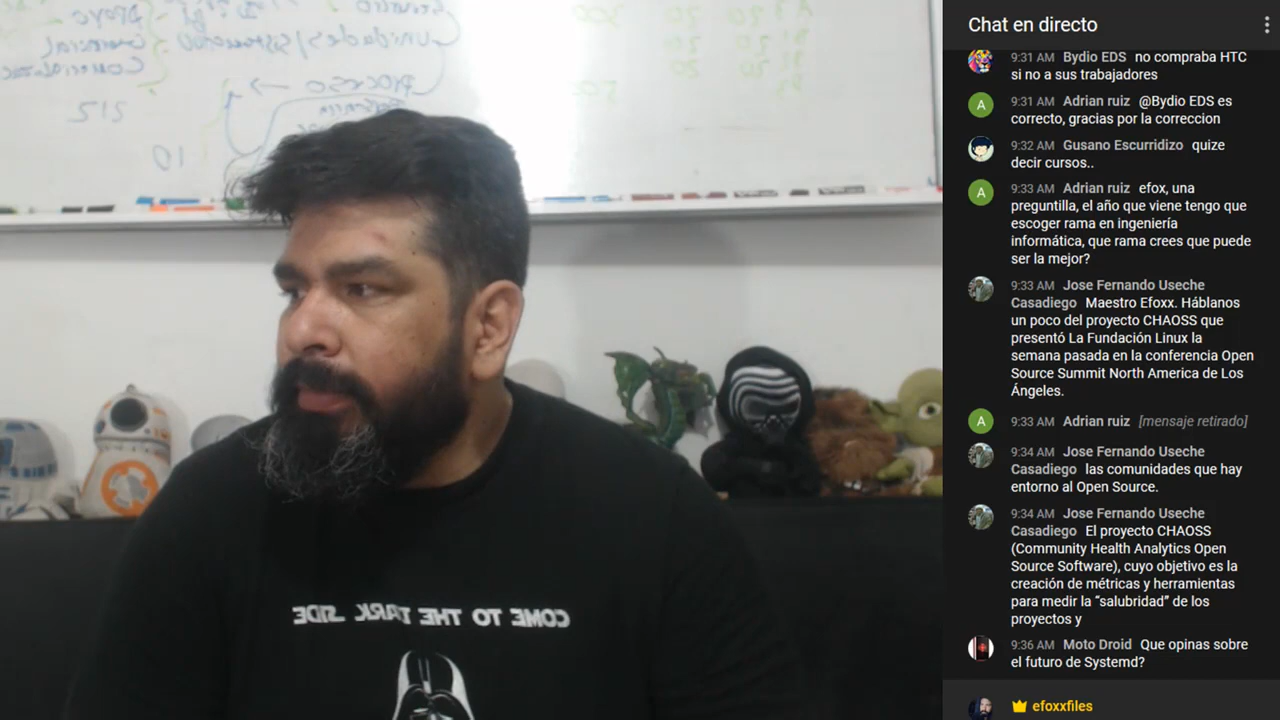 Chat en directo
9:31 AM Bydio EDS no compraba HTC
si no a sus trabajadores
A 9:31 AM Adrian ruiz @Bydio EDS es
correcto, gracias por la correccion
9:32 AM Gusano Escurridizo quize
decir cursos..
A 9:33 AM Adrian ruiz efox, una
preguntilla, el año que viene tengo que
escoger rama en ingeniería
informática, que rama crees que puede
ser la mejor?
9:33 AM Jose Fernando Useche
Casadiego Maestro Efoxx. Háblanos
un poco del proyecto CHAOSS que
presentó La Fundación Linux la
semana pasada en la conferencia Open
Source Summit North America de Los
Ángeles.
A 9:33 AM Adrian ruiz [mensaje retirado]
9:34 AM Jose Fernando Useche
Casadiego las comunidades que hay
entorno al Open Source.
9:34 AM Jose Fernando Useche
Casadiego El proyecto CHAOSS
(Community Health Analytics Open
Source Software), cuyo objetivo es la
creación de métricas y herramientas
para medir la “salubridad” de los
proyectos y
9:36 AM Moto Droid Que opinas sobre
el futuro de Systemd?
efoxxfiles
COME TO THE DARK SIDE